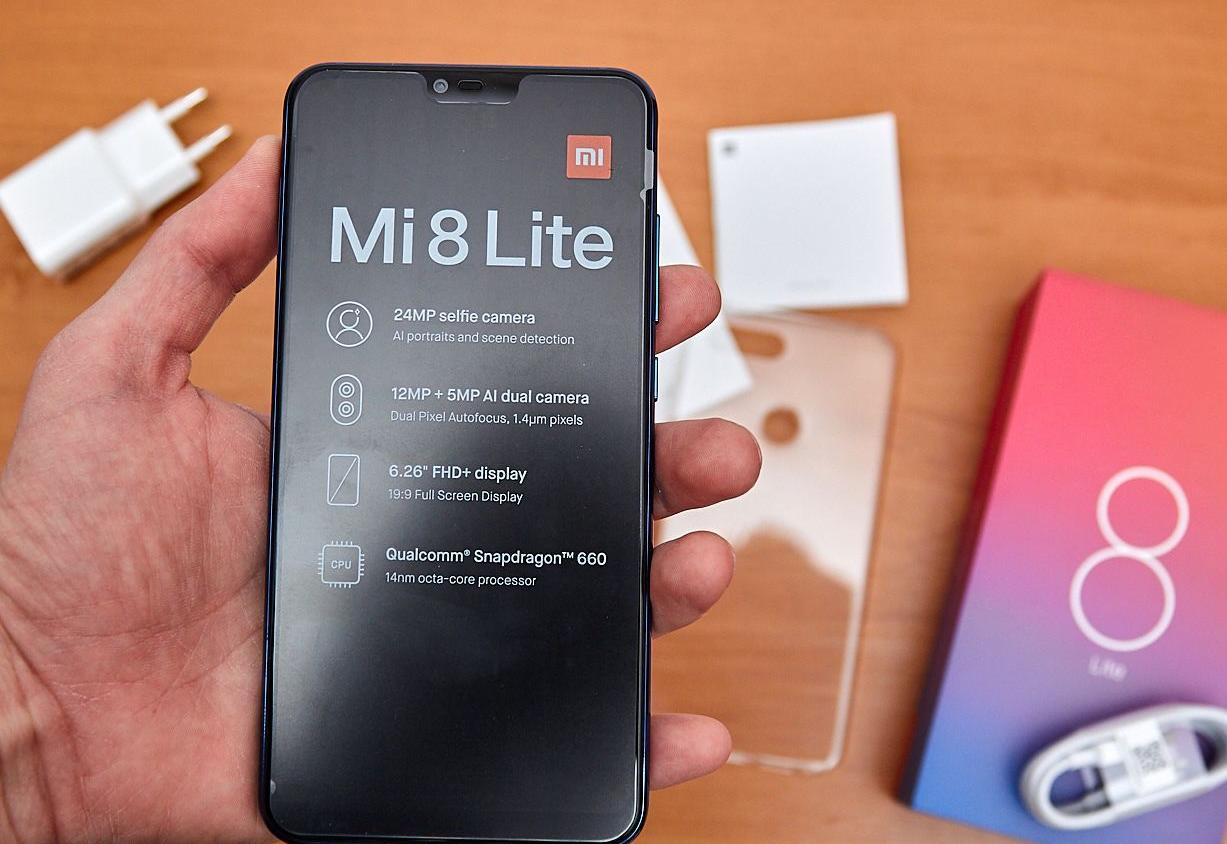 mi
Mi 8 Lite
24MP selfie camera
AI portraits and scene detection
12MP + 5MP AI dual camera
Dual Pixel Autofocus, 1.4μm pixels
6.26" FHD+ display
19:9 Full Screen Display
CPU
Qualcomm® Snapdragon™ 660
14nm octa-core processor
8
Lite